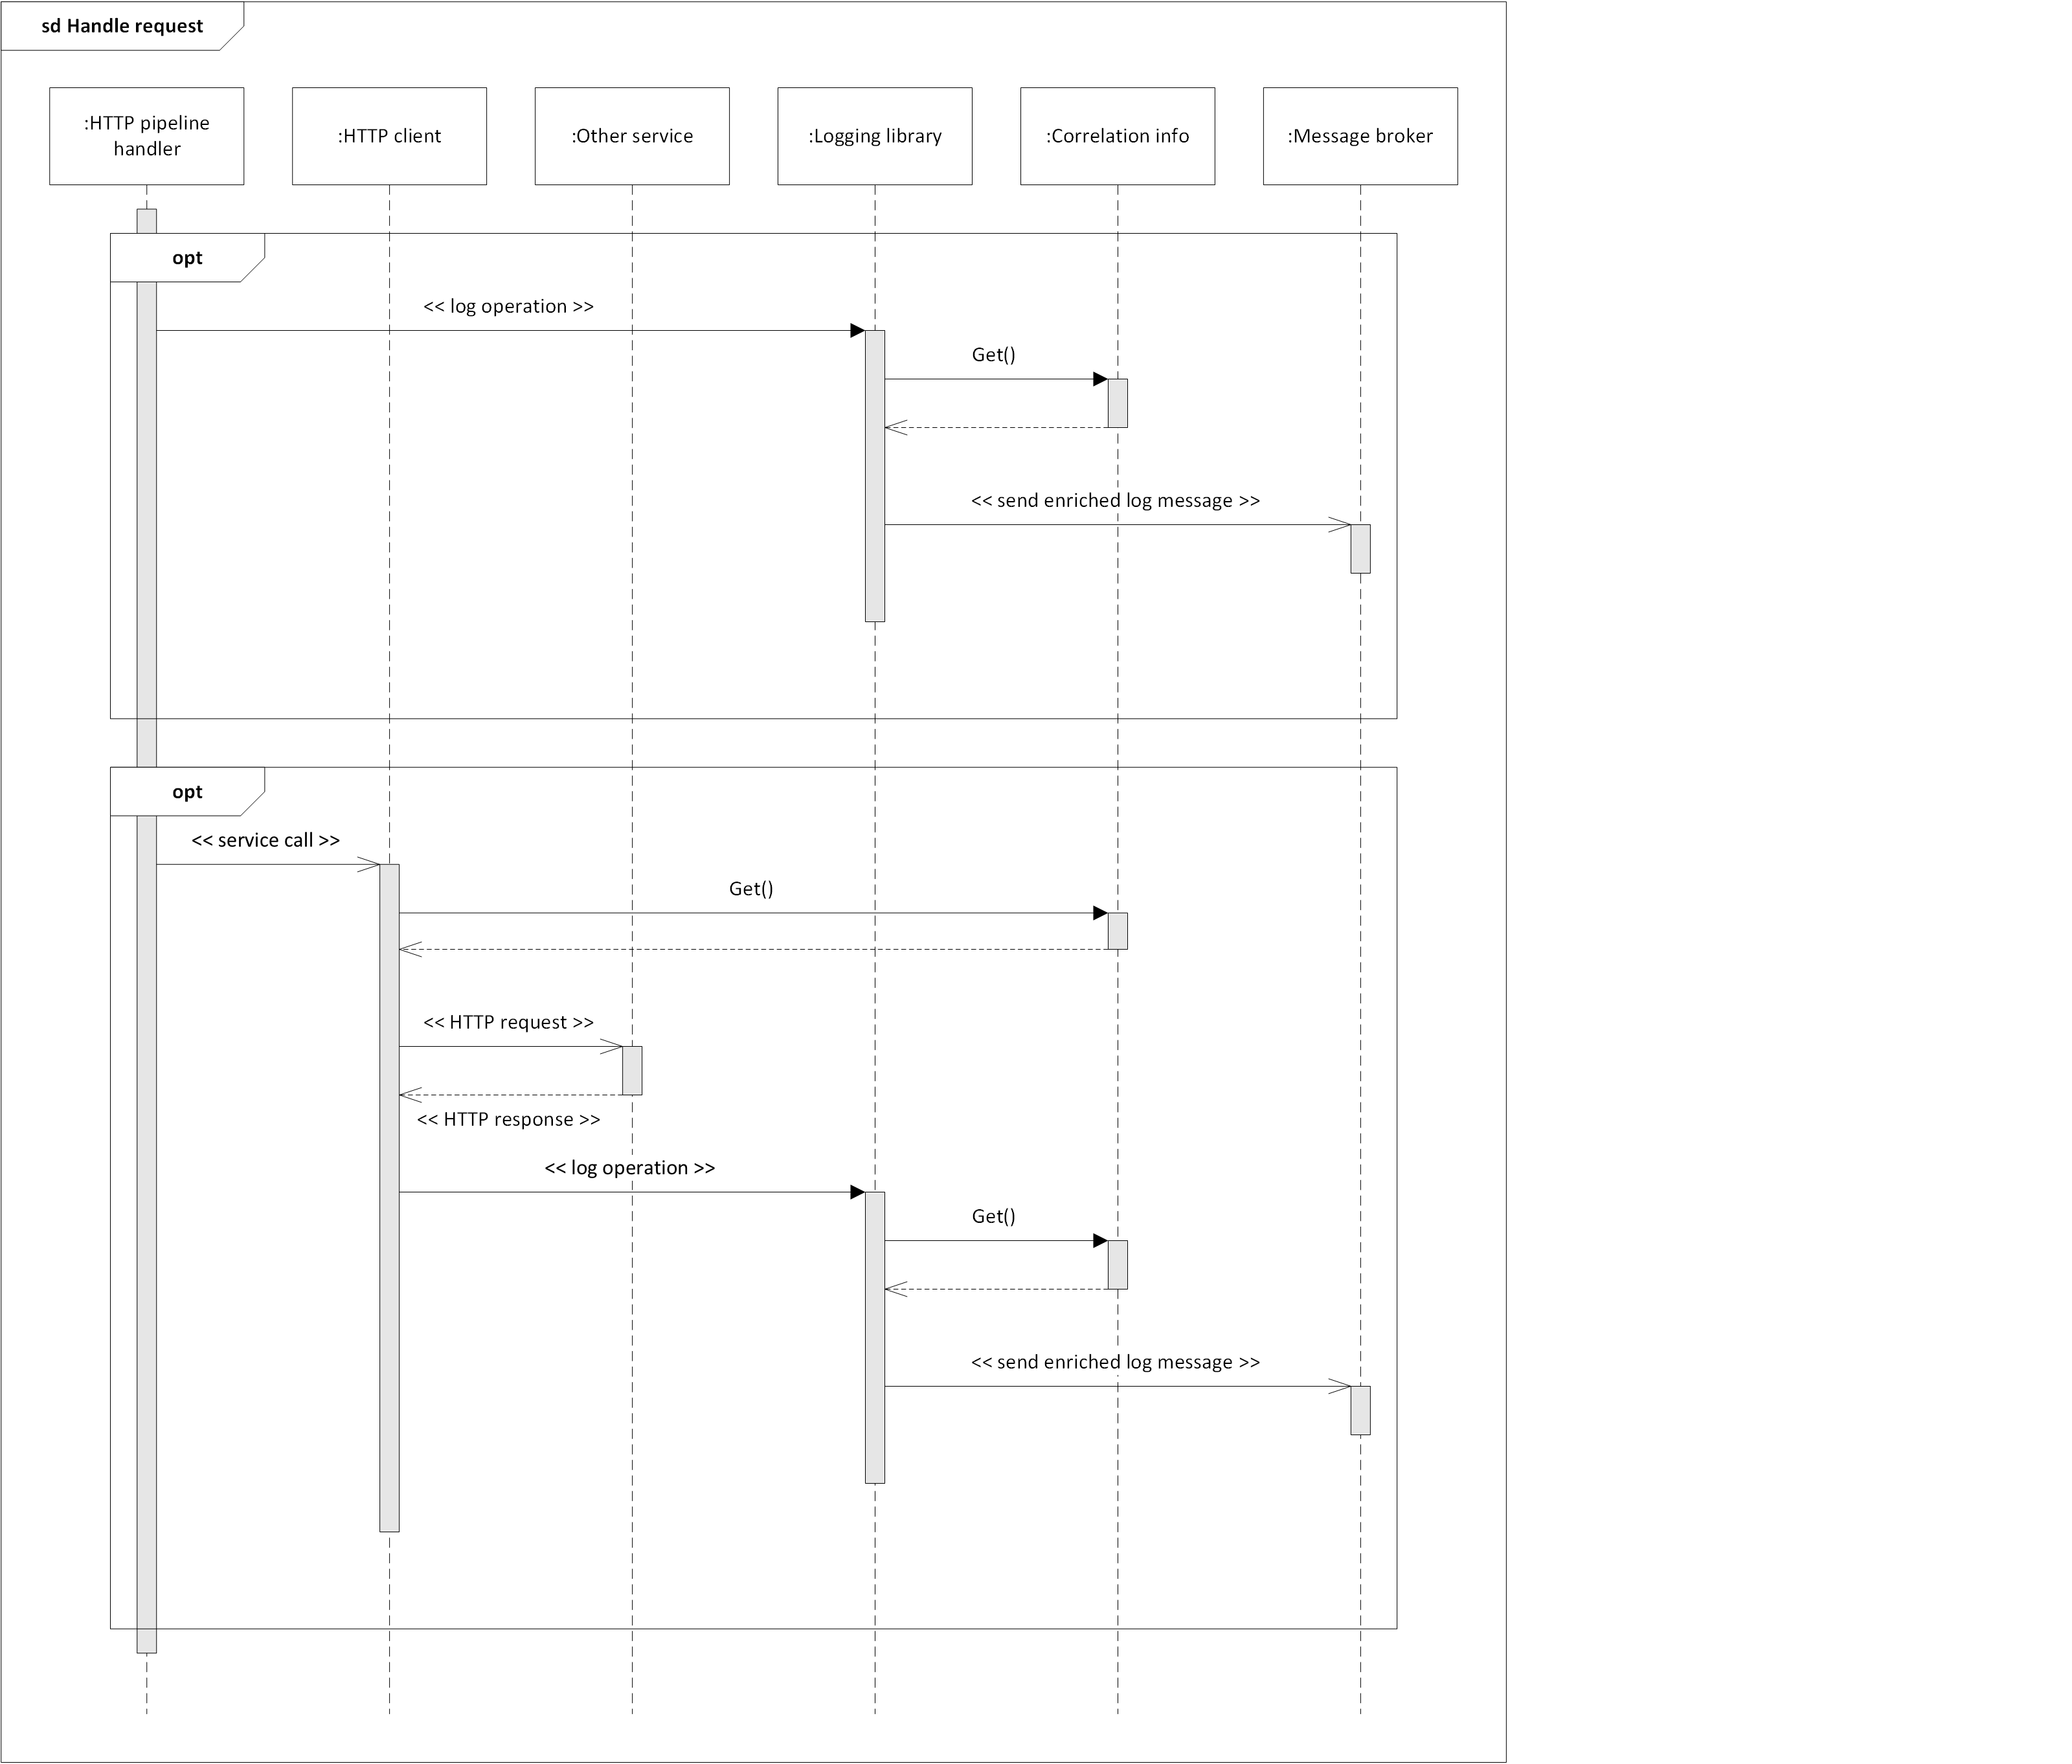 sd Handle request
:HTTP pipeline
handler
:HTTP client
:Other service
:Logging library
:Correlation info
:Message broker
opt
<< log operation >>
Get()
<< send enriched log message >>
opt
<< service call >>
Get()
<< HTTP request >>
<< HTTP response >>
<< log operation >>
Get()
<< send enriched log message >>